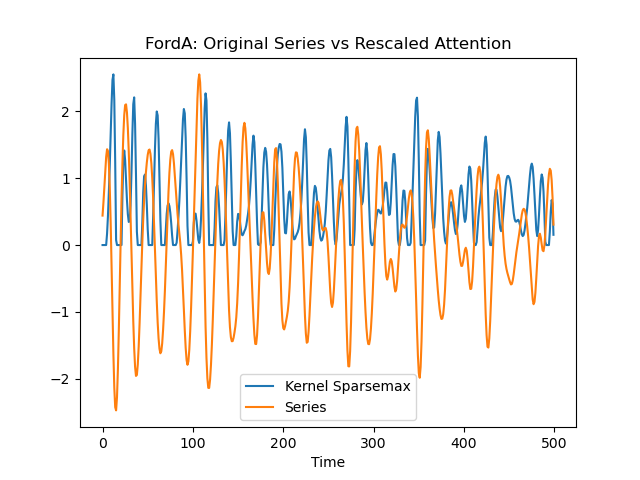 FordA: Original Series vs Rescaled Attention
2
1
0
−1
−2
Kernel Sparsemax
Series
0 100 200 300 400 500
Time